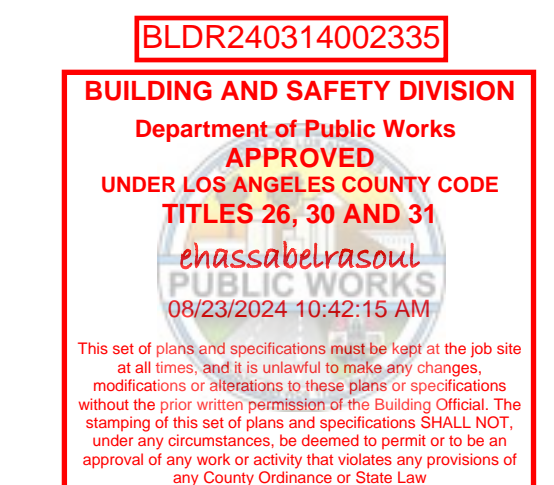 BLDR240314002335
BUILDING AND SAFETY DIVISION
Department of Public Works
APPROVED
UNDER LOS ANGELES COUNTY CODE
TITLES 26, 30 AND 31
ehassabelrasoul
PUBLIC WORKS
08/23/2024 10:42:15 AM
This set of plans and specifications must be kept at the job site
at all times, and it is unlawful to make any changes,
modifications or alterations to these plans or specifications
without the prior written permission of the Building Official. The
stamping of this set of plans and specifications SHALL NOT,
under any circumstances, be deemed to permit or to be an
approval of any work or activity that violates any provisions of
any County Ordinance or State Law